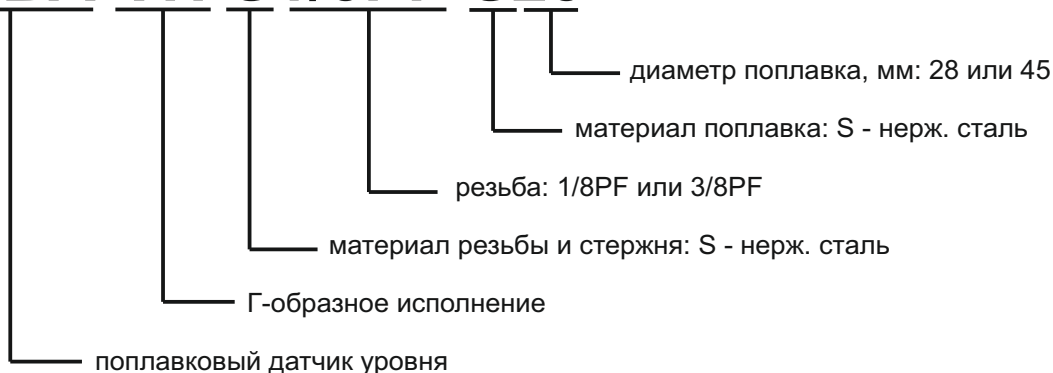 диаметр поплавка, мм: 28 или 45
материал поплавка: S - нерж. сталь
резьба: 1/8PF или 3/8PF
материал резьбы и стержня: S - нерж. сталь
Г-образное исполнение
поплавковый датчик уровня